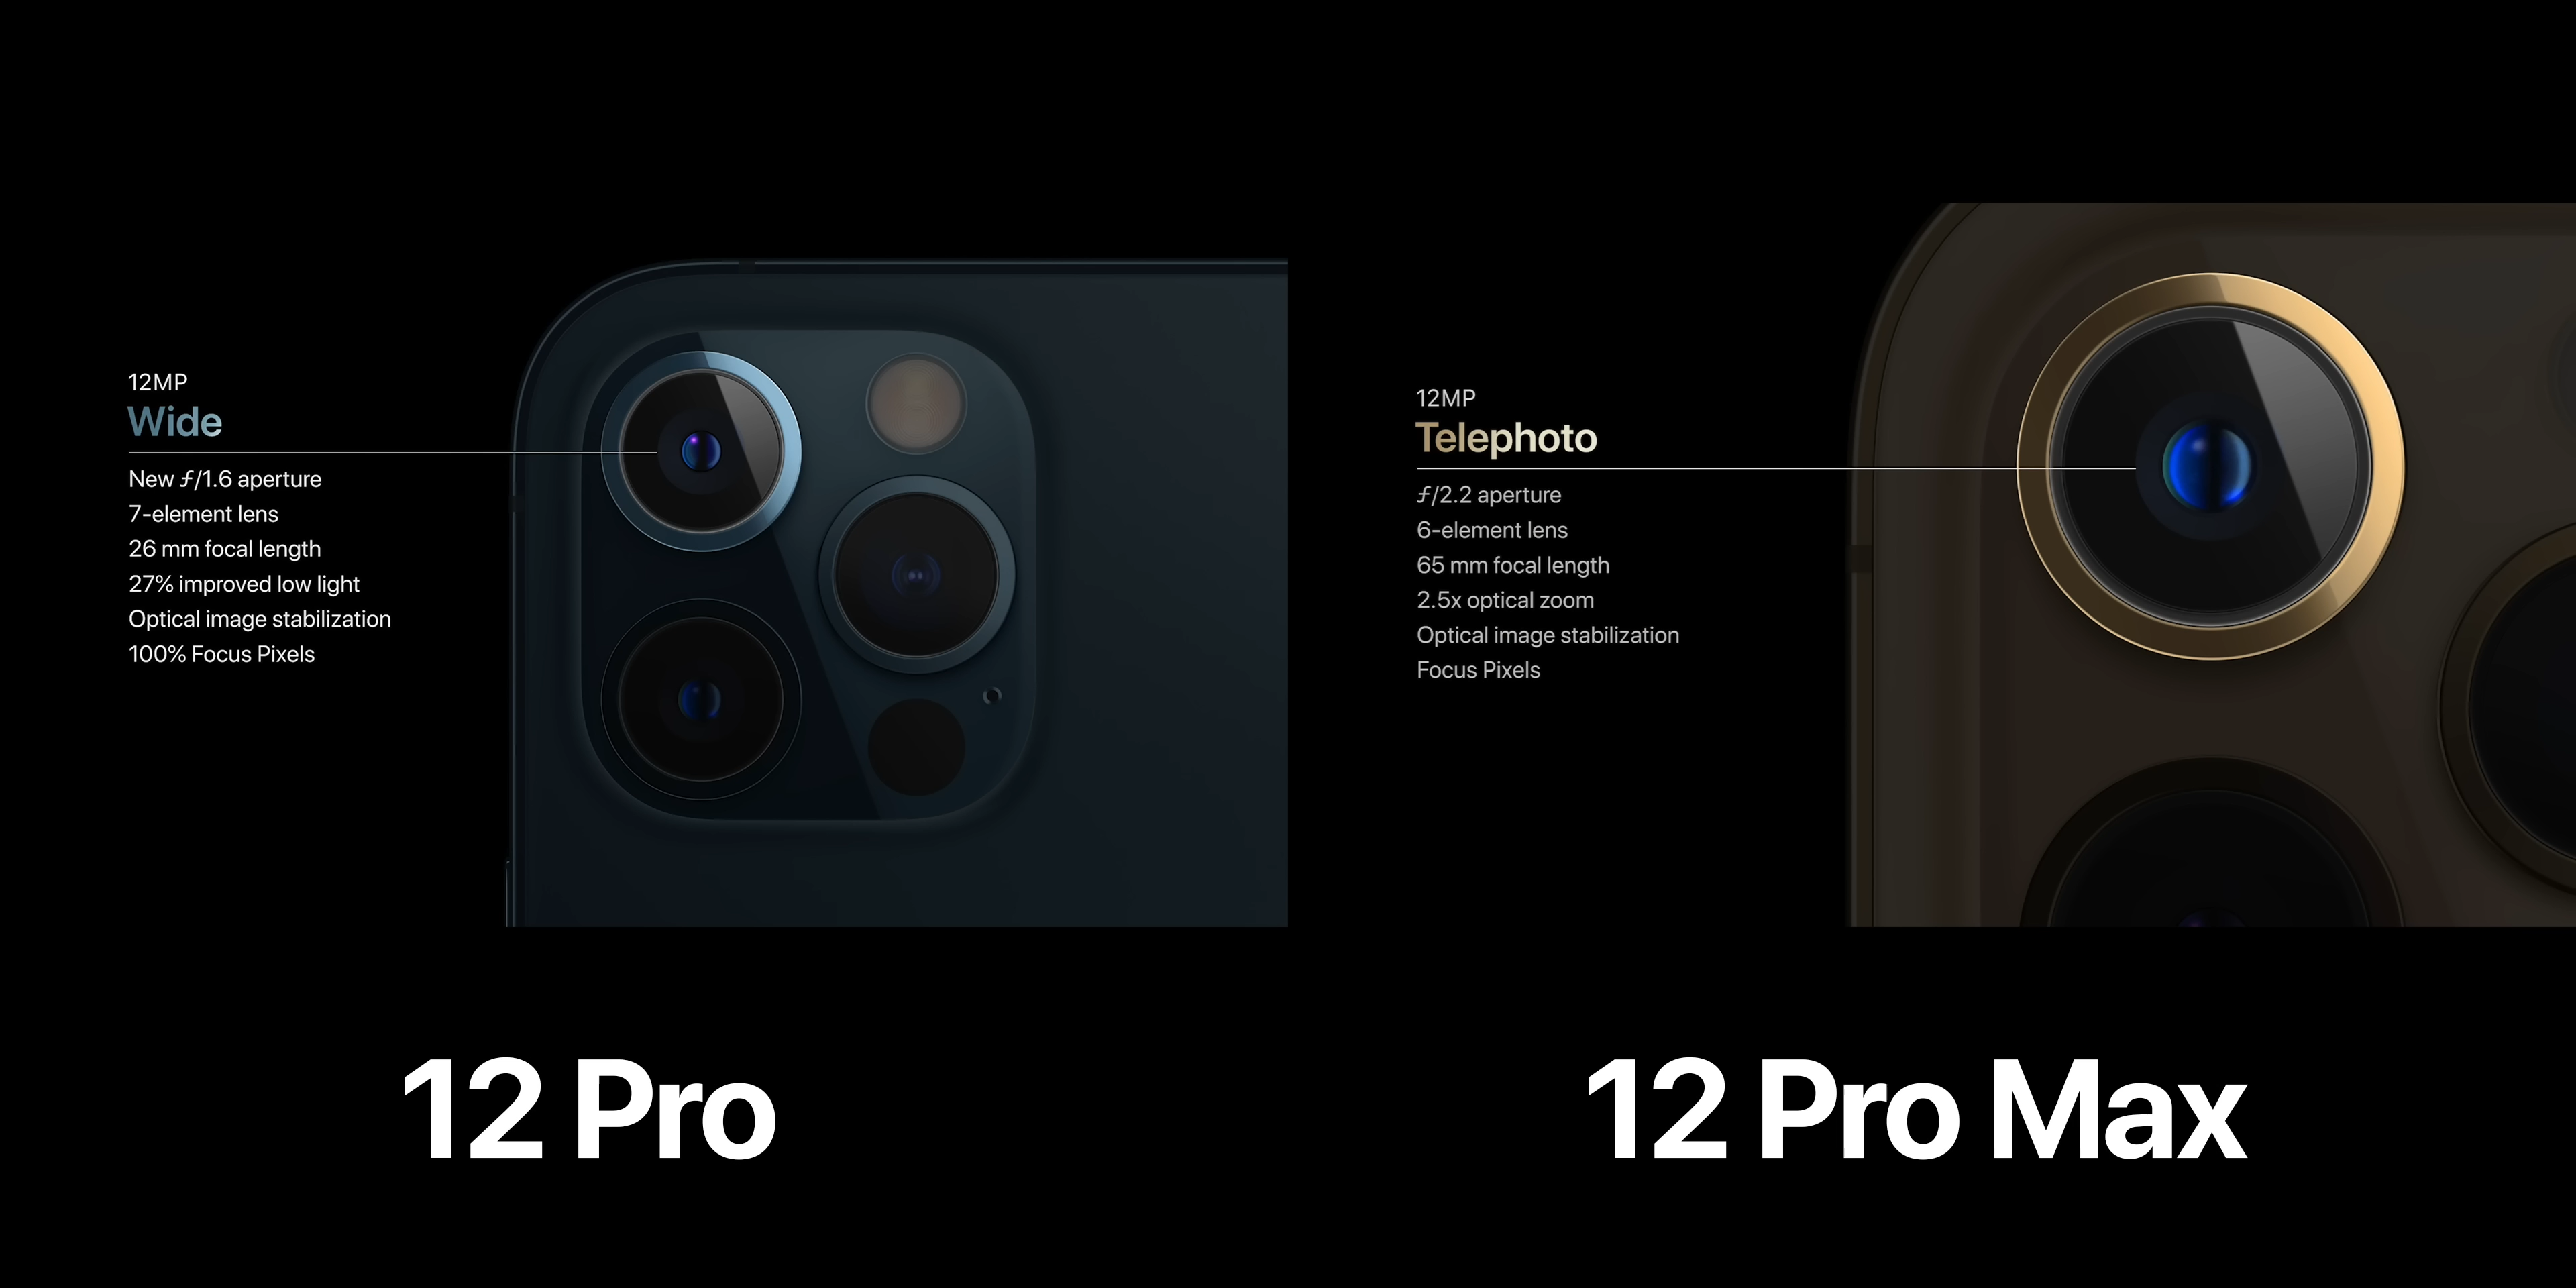 12MP
Wide
New ƒ/1.6 aperture
7-element lens
26 mm focal length
27% improved low light
Optical image stabilization
100% Focus Pixels
12 Pro
12MP
Telephoto
ƒ/2.2 aperture
6-element lens
65 mm focal length
2.5x optical zoom
Optical image stabilization
Focus Pixels
12 Pro Max